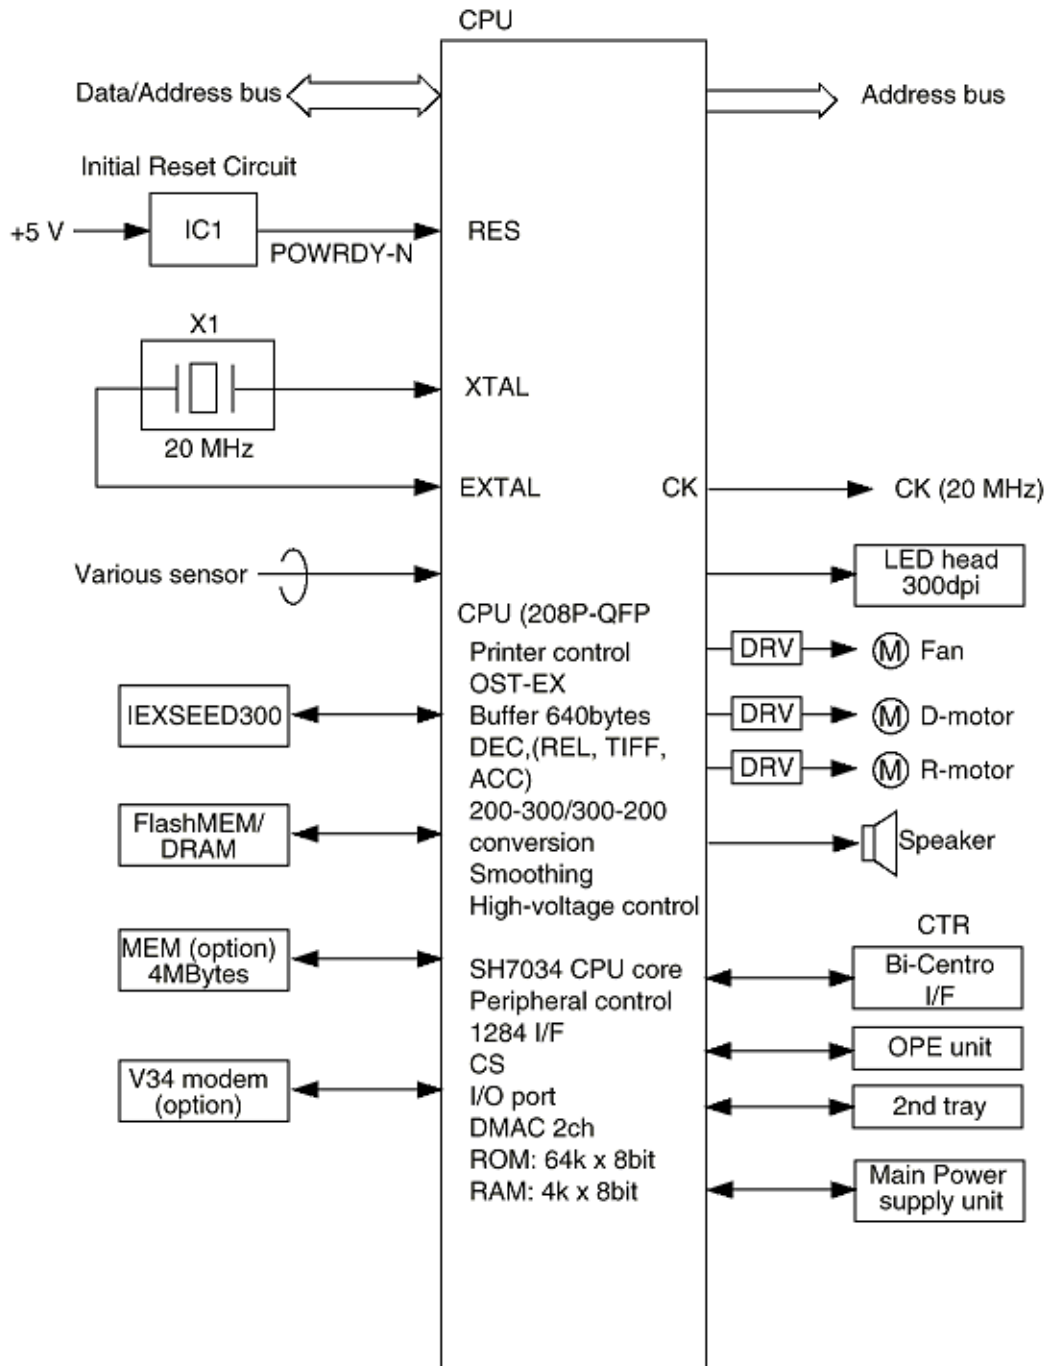 CPU
Data/Address bus
Address bus
Initial Reset Circuit
+5 V
IC1
POWRDY-N
RES
X1
20 MHz
XTAL
EXTAL
CK
CK (20 MHz)
Various sensor
LED head
300dpi
CPU (208P-QFP
Printer control
OST-EX
Buffer 640bytes
DEC,(REL, TIFF,
ACC)
200-300/300-200
conversion
Smoothing
High-voltage control
SH7034 CPU core
Peripheral control
1284 I/F
CS
I/O port
DMAC 2ch
ROM: 64k x 8bit
RAM: 4k x 8bit
IEXSEED300
FlashMEM/
DRAM
MEM (option)
4MBytes
V34 modem
(option)
DRV
M
Fan
DRV
M
D-motor
DRV
M
R-motor
Speaker
CTR
Bi-Centro
I/F
OPE unit
2nd tray
Main Power
supply unit